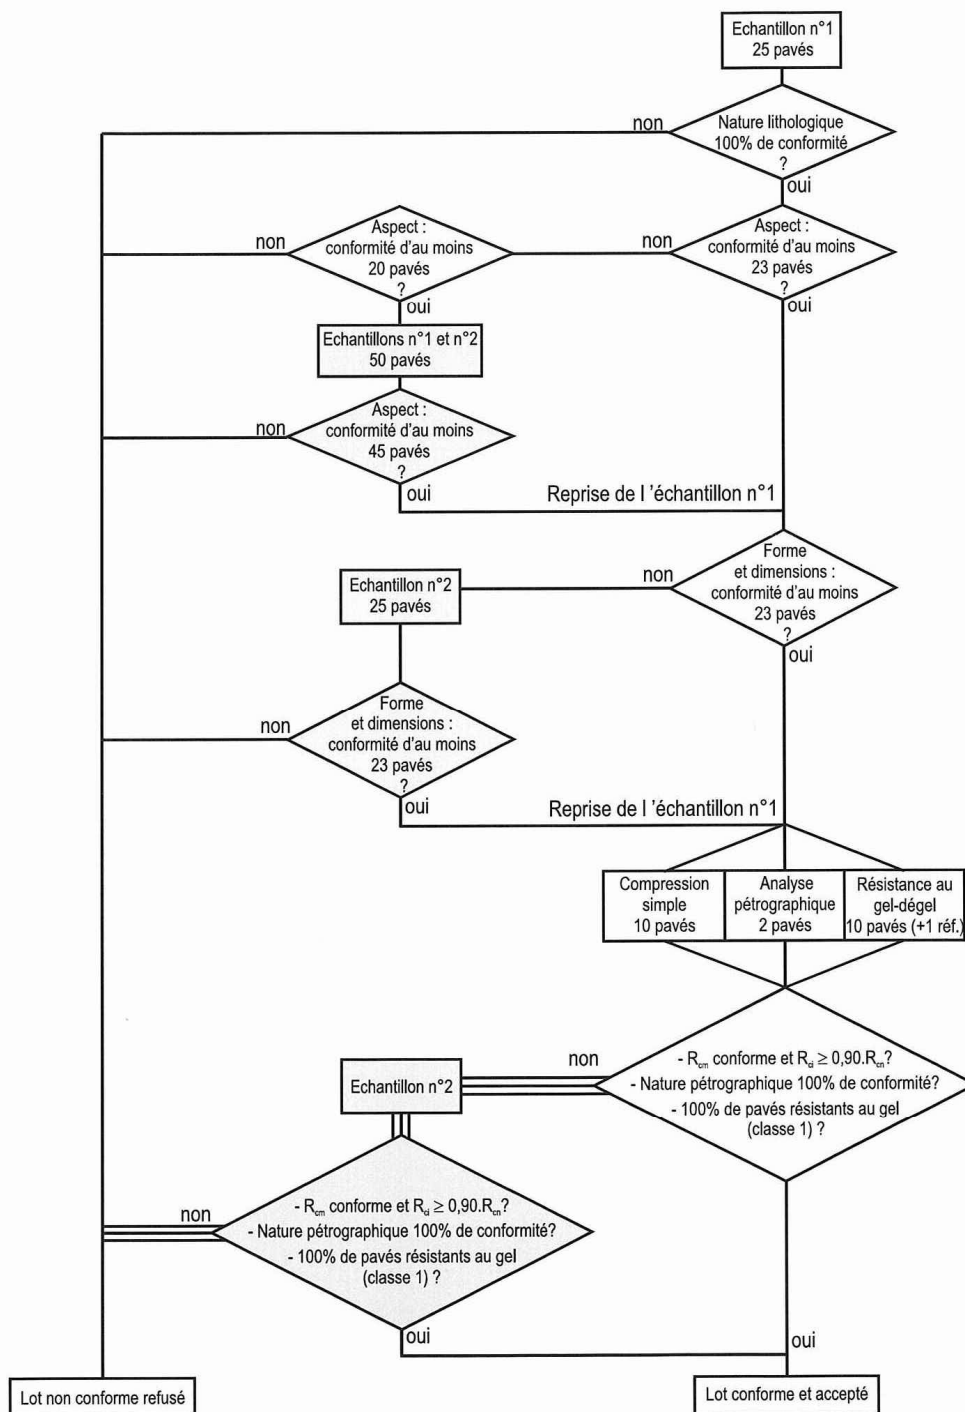 Echantillon n°1
25 pavés
non
Nature lithologique
100% de conformité
?
oui
non
Aspect :
conformité d'au moins
20 pavés
?
oui
non
Aspect :
conformité d'au moins
23 pavés
?
oui
Echantillons n°1 et n°2
50 pavés
non
Aspect :
conformité d'au moins
45 pavés
?
oui
Reprise de l 'échantillon n°1
Forme
et dimensions :
conformité d'au moins
23 pavés
?
oui
non
Echantillon n°2
25 pavés
non
Forme
et dimensions :
conformité d'au moins
23 pavés
?
oui
Reprise de l 'échantillon n°1
Compression
simple
10 pavés
Analyse
pétrographique
2 pavés
Résistance au
gel-dégel
10 pavés (+1 réf.)
non
- Rcm conforme et Rci ≥ 0,90.Rcn?
- Nature pétrographique 100% de conformité?
- 100% de pavés résistants au gel
(classe 1) ?
Echantillon n°2
non
- Rcm conforme et Rci ≥ 0,90.Rcn?
- Nature pétrographique 100% de conformité?
- 100% de pavés résistants au gel
(classe 1) ?
oui
oui
Lot non conforme refusé
Lot conforme et accepté